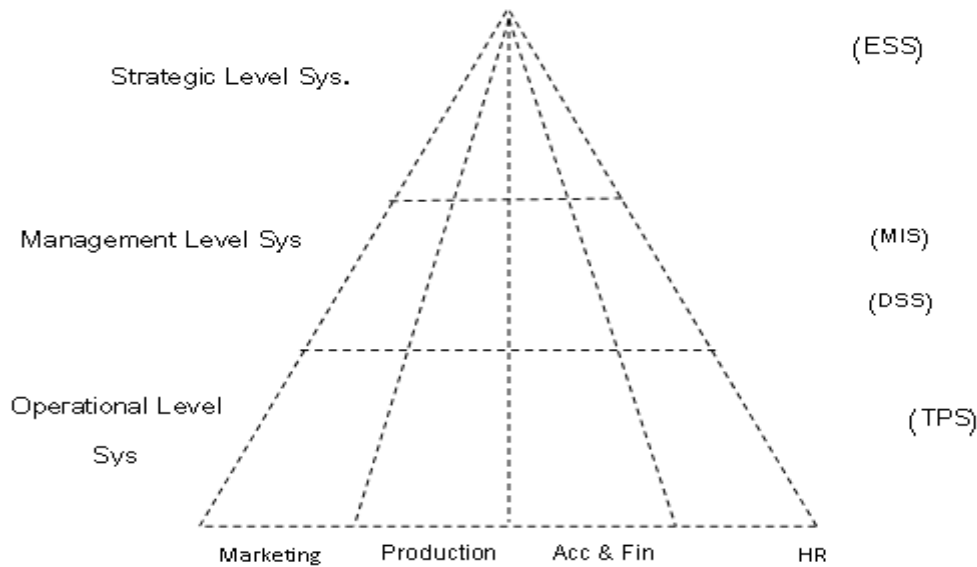 (ESS)
Strategic Level Sys.
Management Level Sys
(MIS)
(DSS)
Operational Level
Sys
(TPS)
Marketing
Production
Acc & Fin
HR